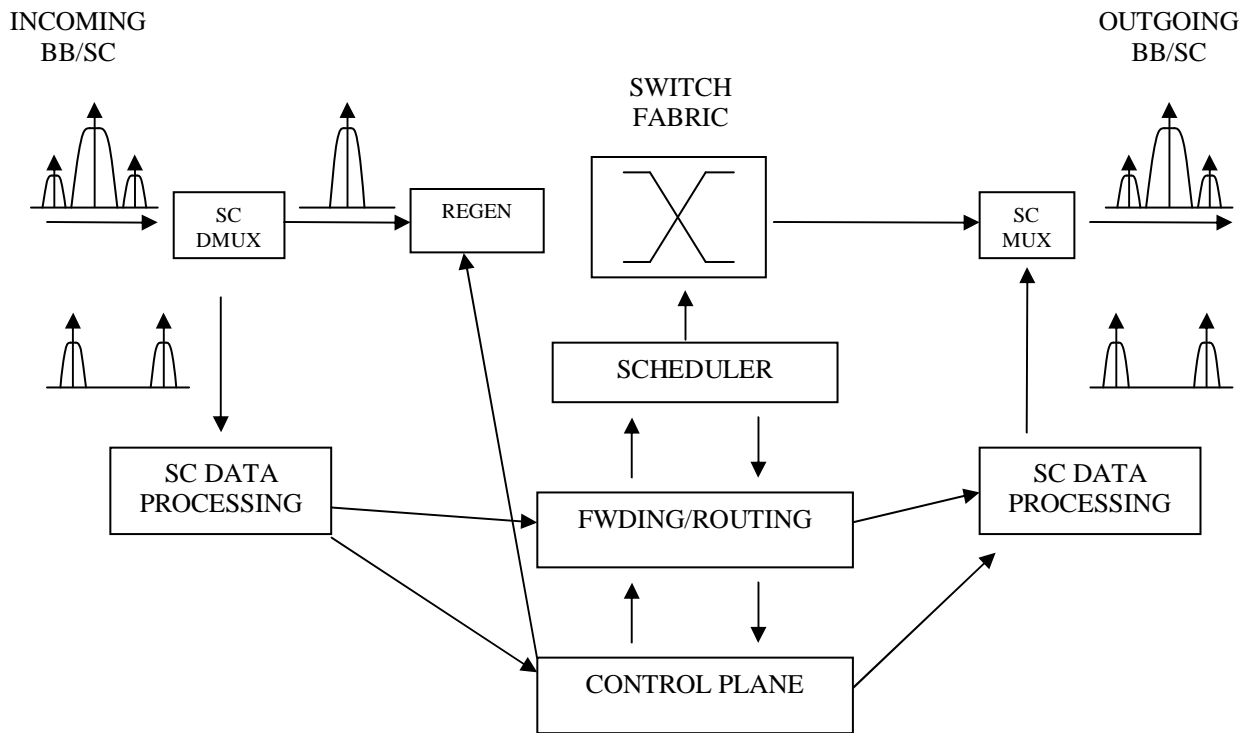 INCOMING
BB/SC
OUTGOING
BB/SC
SWITCH
FABRIC
SC
DMUX
REGEN
SC
MUX
SCHEDULER
SC DATA
PROCESSING
FWDING/ROUTING
SC DATA
PROCESSING
CONTROL PLANE